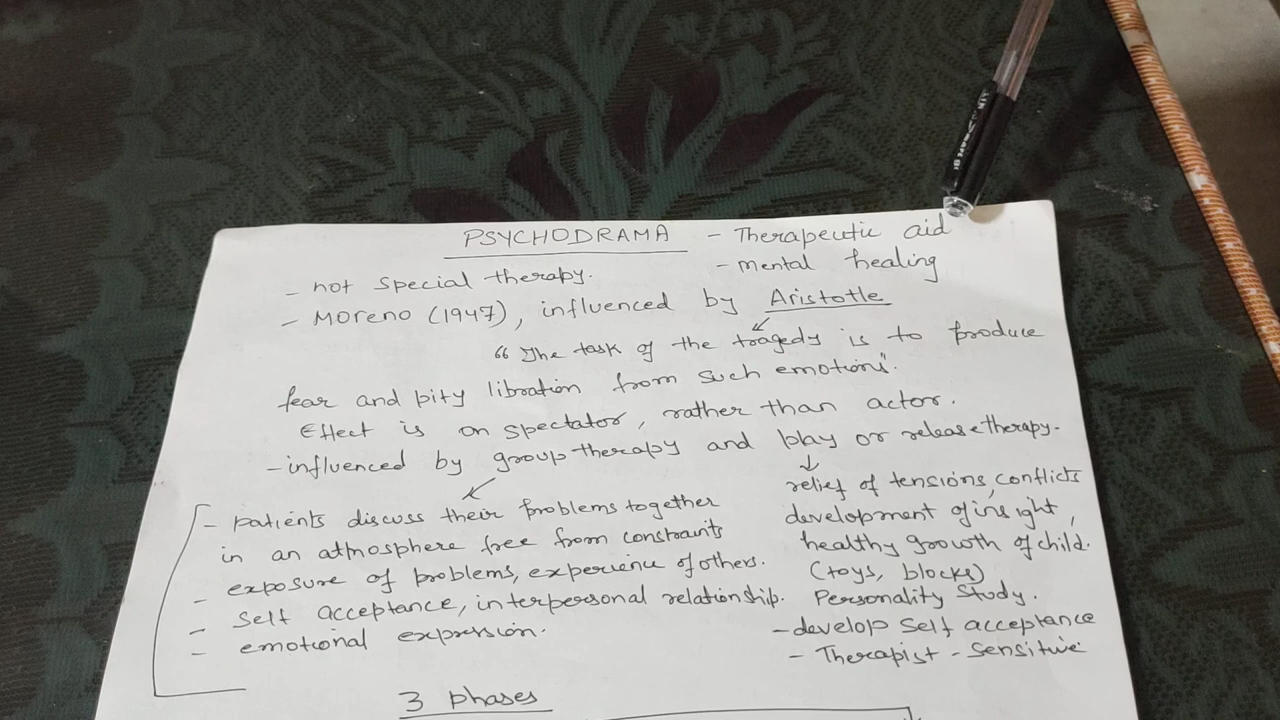 PSYCHODRAMA - Therapeutic aid
- mental healing
- not special therapy.
- Moreno (1947), influenced by Aristotle
"The task of the tragedy is to produce
fear and pity libration from such emotions".
Effect is on spectator, rather than actor.
- influenced by group-therapy and play or release therapy.
- patients discuss their problems together
in an atmosphere free from constraints
- exposure of problems, experience of others.
- Self acceptance, interpersonal relationship.
- emotional expression.
relief of tensions, conflicts
development of insight,
healthy growth of child.
(toys, blocks)
Personality Study.
- develop Self acceptance
- Therapist - sensitive
3 phases